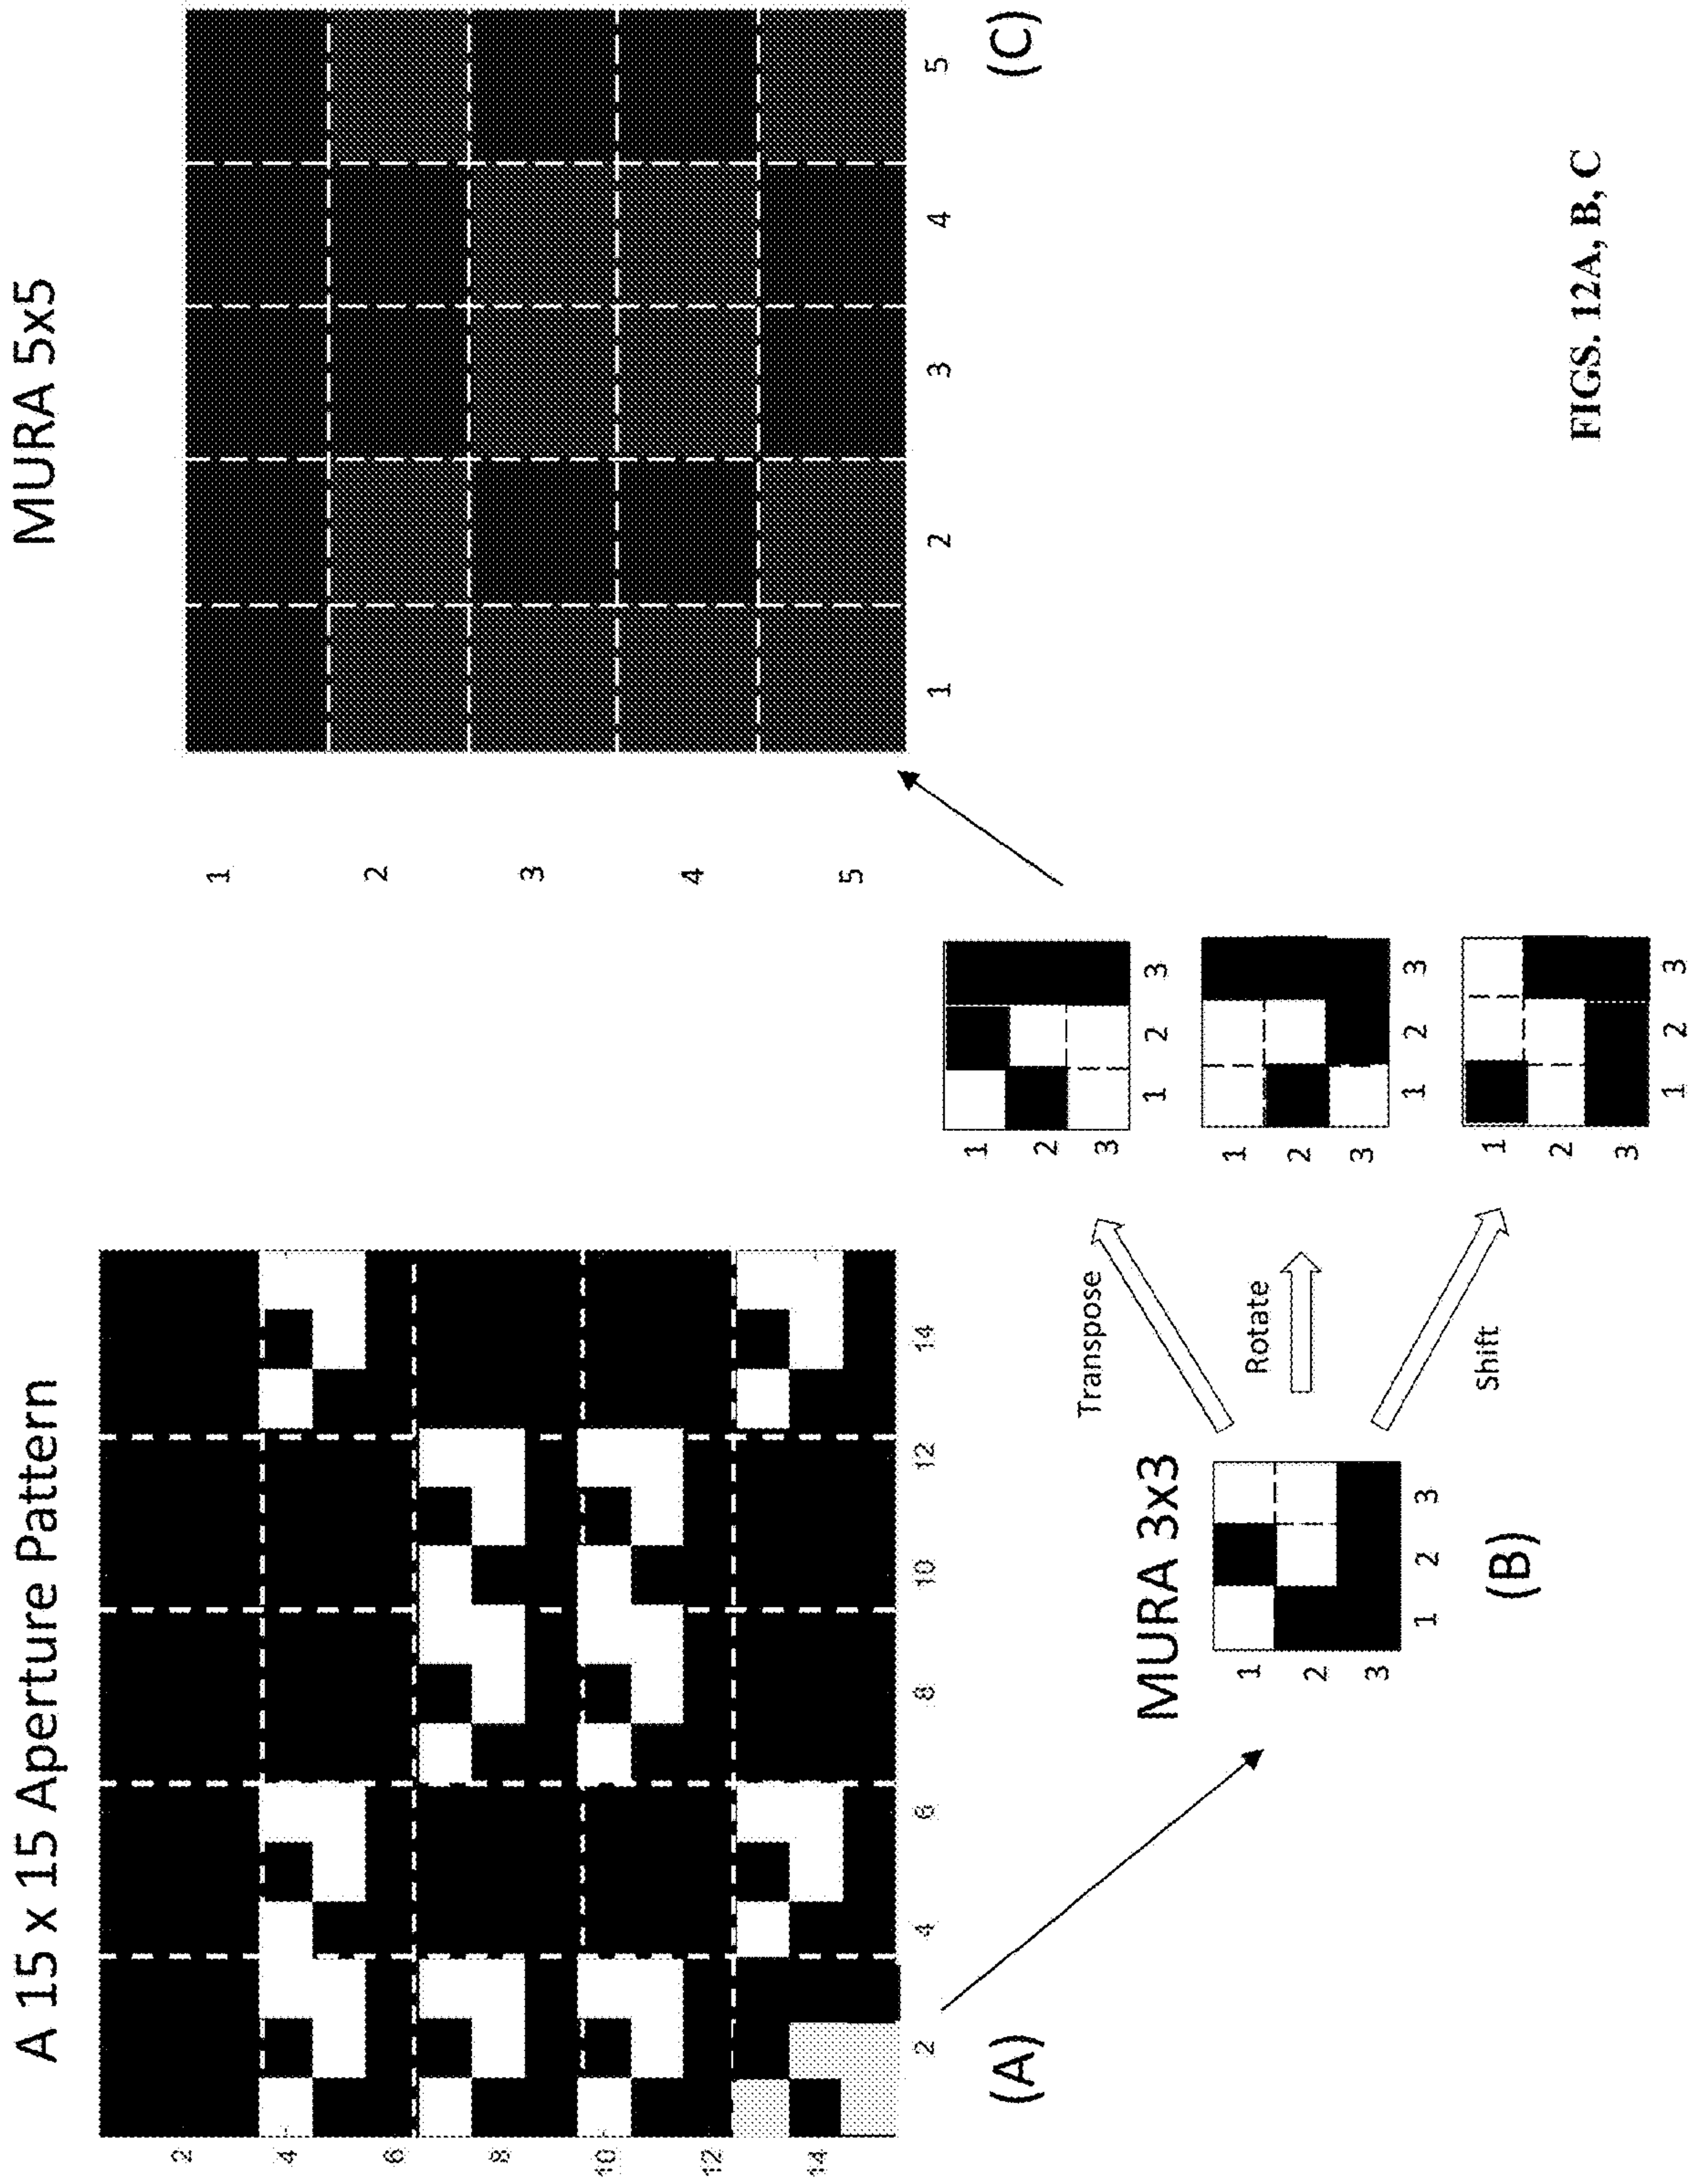 A 15 x 15 Aperture Pattern
2
4
6
8
10
12
14
2 4 6 8 10 12 14
(A)
MURA 5x5
1
2
3
4
5
1 2 3 4 5
(C)
MURA 3x3
1
2
3
1 2 3
(B)
Transpose
Rotate
Shift
1
2
3
1 2 3
1
2
3
1 2 3
1
2
3
1 2 3
FIGS. 12A, B, C